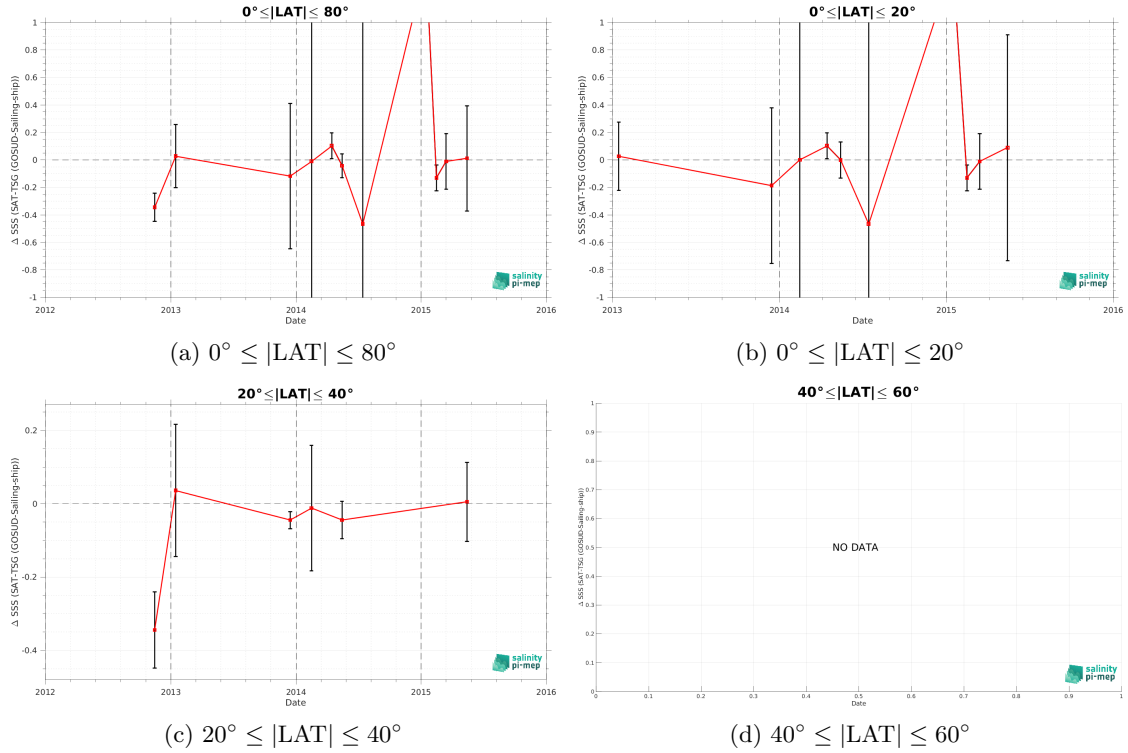 0°≤|LAT|≤ 80°
Δ SSS (SAT-TSG (GOSUD-Sailing-ship))
1
0.8
0.6
0.4
0.2
0
-0.2
-0.4
-0.6
-0.8
-1
2012
2013
2014
2015
2016
Date
salinity
pi-mep
(a) 0° ≤ |LAT| ≤ 80°
0°≤|LAT|≤ 20°
Δ SSS (SAT-TSG (GOSUD-Sailing-ship))
1
0.8
0.6
0.4
0.2
0
-0.2
-0.4
-0.6
-0.8
-1
2013
2014
2015
2016
Date
salinity
pi-mep
(b) 0° ≤ |LAT| ≤ 20°
20°≤|LAT|≤ 40°
Δ SSS (SAT-TSG (GOSUD-Sailing-ship))
0.2
0
-0.2
-0.4
2012
2013
2014
2015
2016
Date
salinity
pi-mep
(c) 20° ≤ |LAT| ≤ 40°
40°≤|LAT|≤ 60°
Δ SSS (SAT-TSG (GOSUD-Sailing-ship))
1
0.9
0.8
0.7
0.6
0.5
0.4
0.3
0.2
0.1
0
NO DATA
0
0.1
0.2
0.3
0.4
0.5
0.6
0.7
0.8
0.9
1
Date
salinity
pi-mep
(d) 40° ≤ |LAT| ≤ 60°